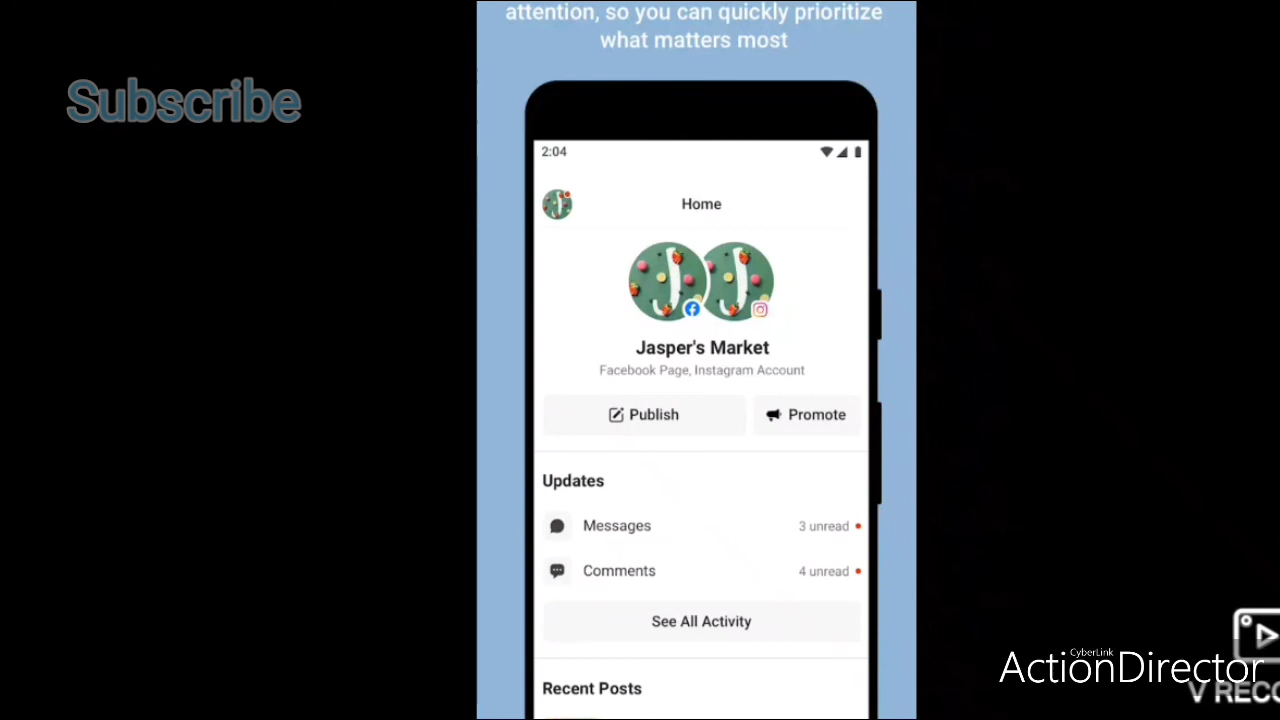 attention, so you can quickly prioritize
what matters most
Subscribe
2:04
Home
Jasper's Market
Facebook Page, Instagram Account
Publish
Promote
Updates
Messages
3 unread
Comments
4 unread
See All Activity
Recent Posts
CyberLink
ActionDirector
V RECO